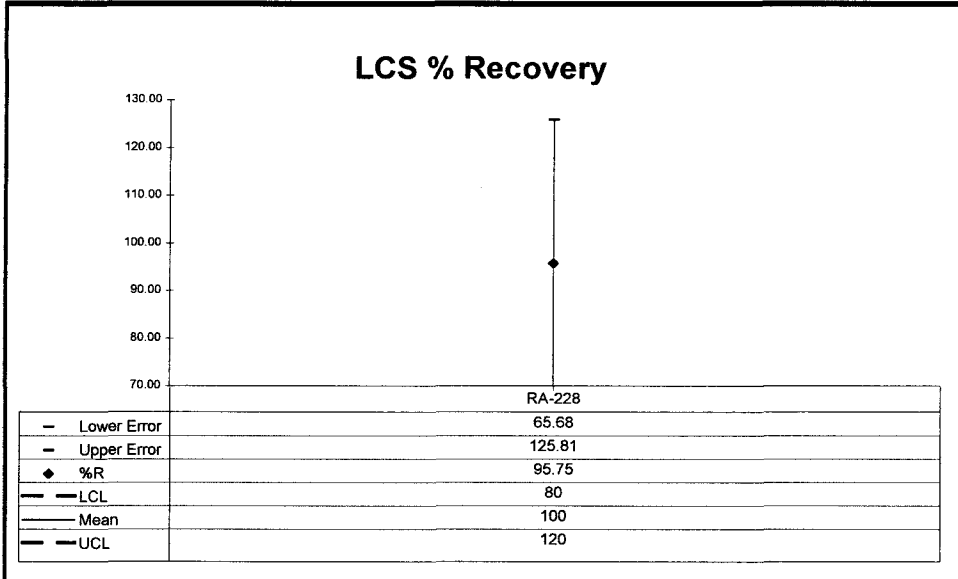 LCS % Recovery
130.00
120.00
110.00
100.00
90.00
80.00
70.00
RA-228
Lower Error 65.68
Upper Error 125.81
%R 95.75
LCL 80
Mean 100
UCL 120